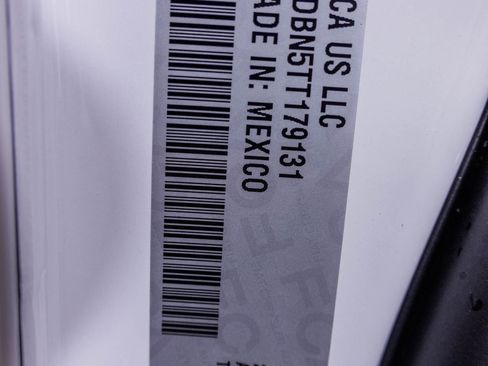 CA US LLC
DBN5TT179131
ADE IN: MEXICO